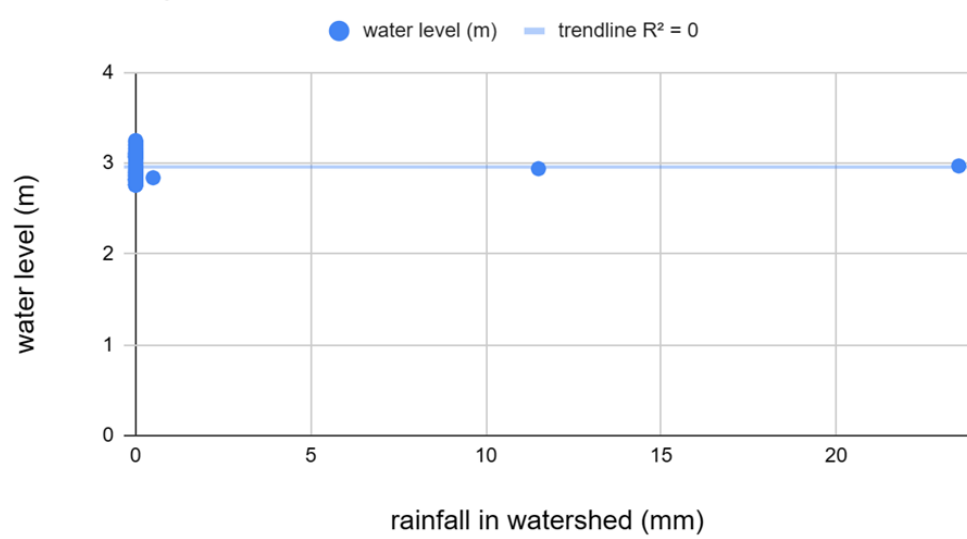 water level (m) trendline R² = 0
4
3
2
1
0
water level (m)
0 5 10 15 20
rainfall in watershed (mm)